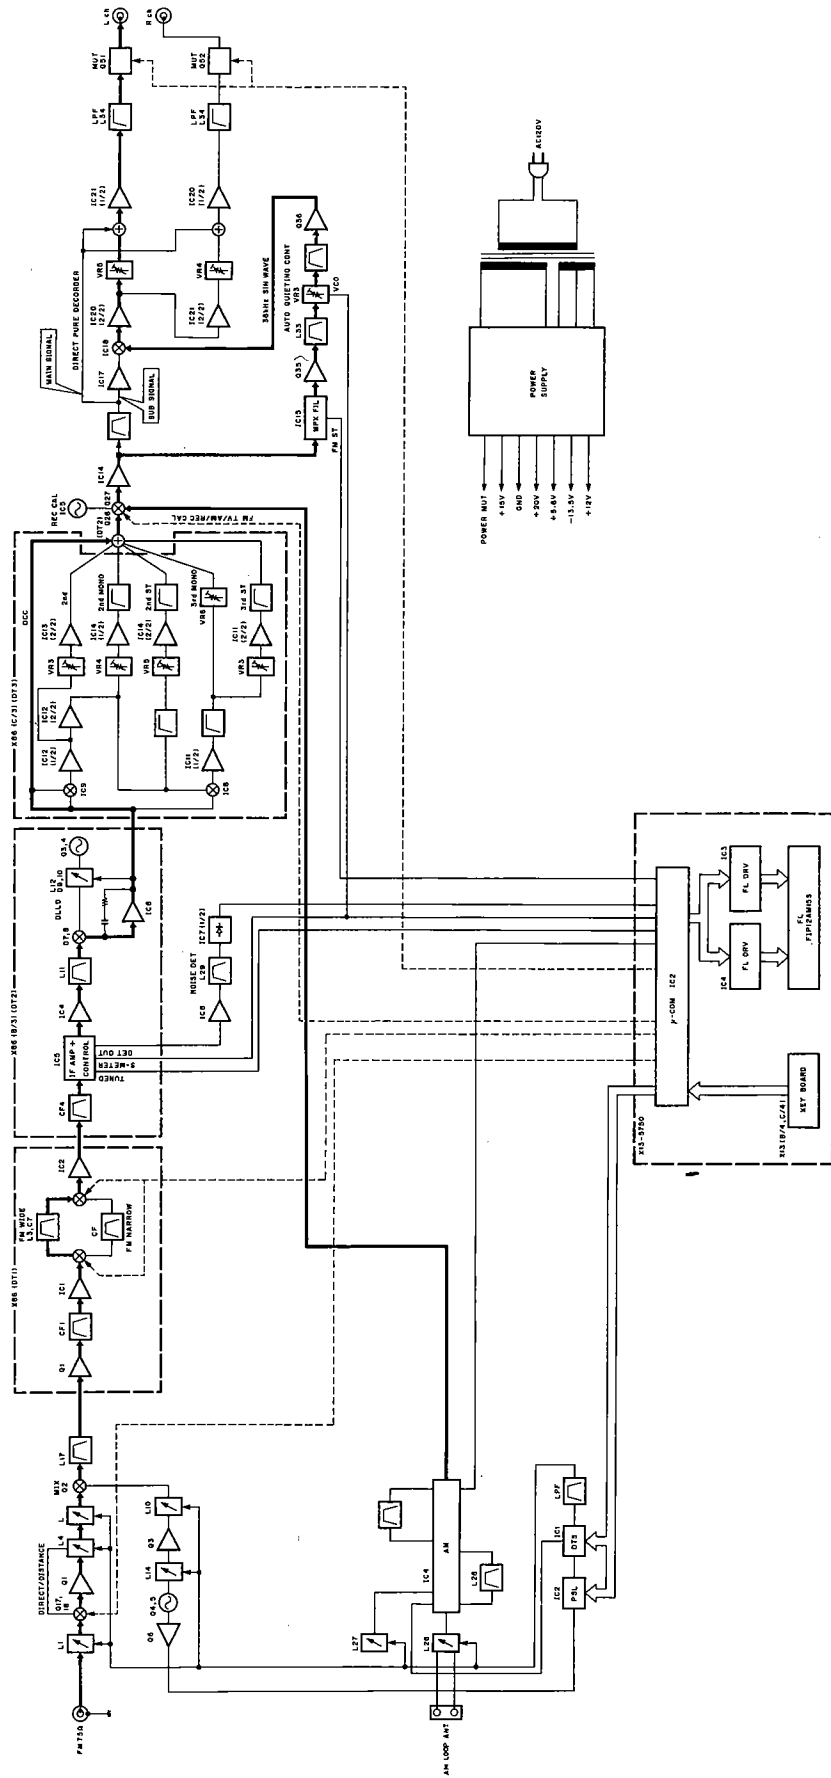 FM 75Ω
L1
Q17,
18
DIRECT/DISTANCE
Q1
L4
L
MIX
Q2
L17
Q6
Q4,5
L14
Q3
L10
X86 (DT1)
Q1
CF1
IC1
FM WIDE
L3,C7
CF
FM NARROW
IC2
X86 (B/3) (DT2)
CF4
IC5
IF AMP +
CONTROL
TUNED
S-METER
DET OUT
IC4
L11
D7,8
DLLD
L12
D9,10
Q3,4
IC6
NOISE DET
IC6
L29
IC7(1/2)
X86 (C/3) (DT3)
DCC
IC9
IC12
(1/2)
IC12
(2/2)
VR3
IC13
(2/2)
2nd
VR4
IC14
(1/2)
2nd MONO
VR5
IC14
(2/2)
2nd ST
IC8
IC11
(1/2)
VR6
3rd MONO
VR3
IC11
(2/2)
3rd ST
(DT2)
Q26, Q27
REC CAL
IC5
FM TV/AM/REC CAL
IC14
MAIN SIGNAL
DIRECT PURE DECORDER
SUB SIGNAL
IC17
IC18
IC20
(2/2)
VR5
IC21
(1/2)
LPF
L34
MUT
Q51
L ch
IC21
(2/2)
VR4
IC20
(1/2)
LPF
L34
MUT
Q52
R ch
38kHz SIN WAVE
IC15
MPX FIL
FM ST
Q35
L33
AUTO QUIETING CONT
VR3
VCO
Q36
AM LOOP ANT
L27
L28
IC4
AM
L26
IC2
PSL
IC1
DTS
LPF
X13-5750
μ-COM IC2
KEY BOARD
X13 (B/4, C/4)
IC4
FL DRV
IC3
FL DRV
FL
FIP12AM15S
POWER MUT
+15V
GND
+20V
+5.6V
-13.5V
+12V
POWER
SUPPLY
AC120V